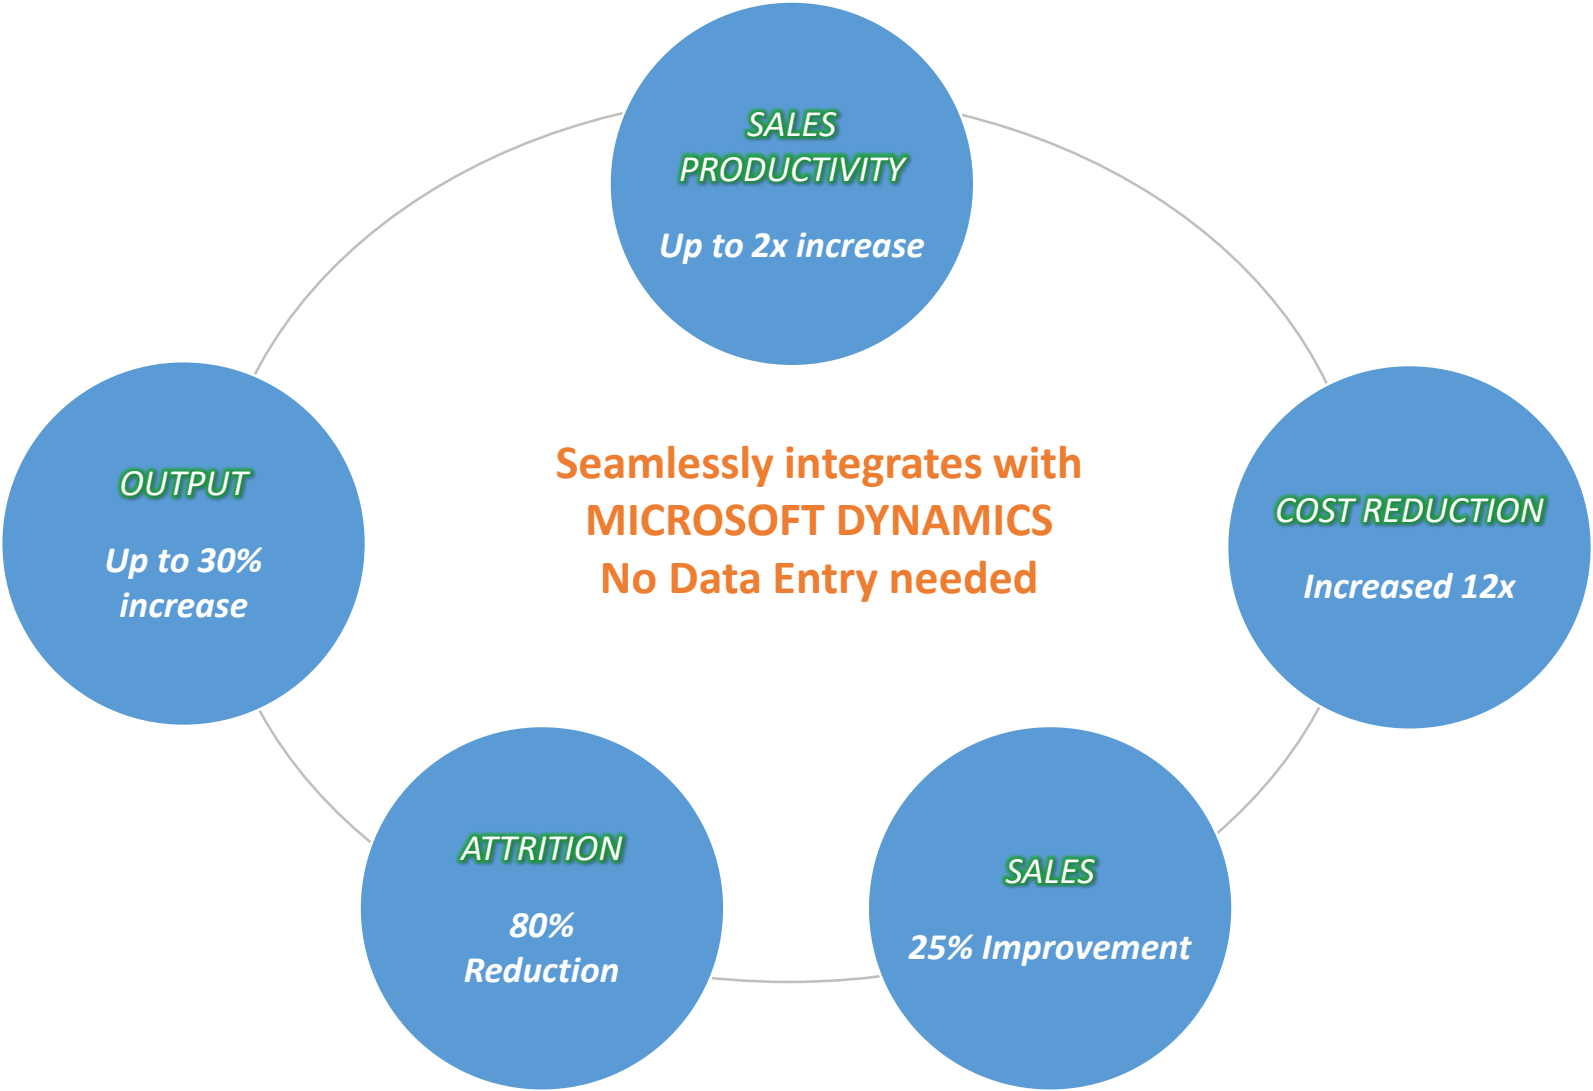 SALES
PRODUCTIVITY
Up to 2x increase
Seamlessly integrates with
MICROSOFT DYNAMICS
No Data Entry needed
COST REDUCTION
Increased 12x
SALES
25% Improvement
ATTRITION
80%
Reduction
OUTPUT
Up to 30%
increase